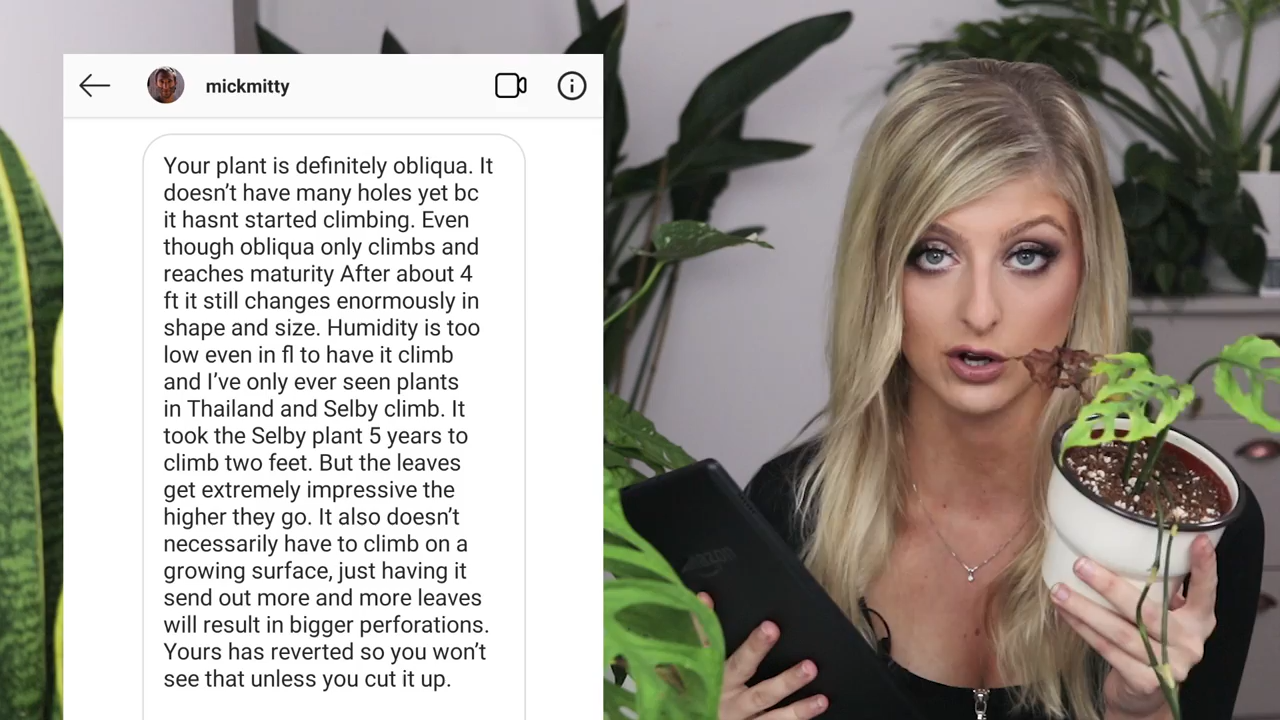 mickmitty
Your plant is definitely obliqua. It
doesn't have many holes yet bc
it hasnt started climbing. Even
though obliqua only climbs and
reaches maturity After about 4
ft it still changes enormously in
shape and size. Humidity is too
low even in fl to have it climb
and I've only ever seen plants
in Thailand and Selby climb. It
took the Selby plant 5 years to
climb two feet. But the leaves
get extremely impressive the
higher they go. It also doesn't
necessarily have to climb on a
growing surface, just having it
send out more and more leaves
will result in bigger perforations.
Yours has reverted so you won't
see that unless you cut it up.
amazon